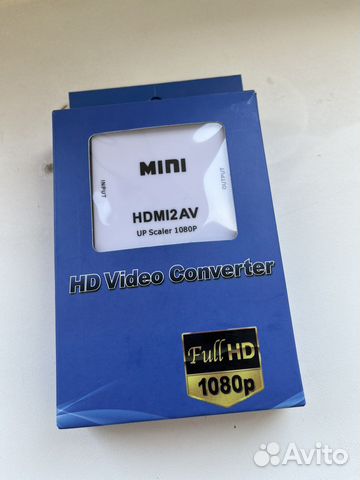 MINI
INPUT
OUTPUT
HDMI2AV
UP Scaler 1080P
HD Video Converter
Full HD
1080p
Avito